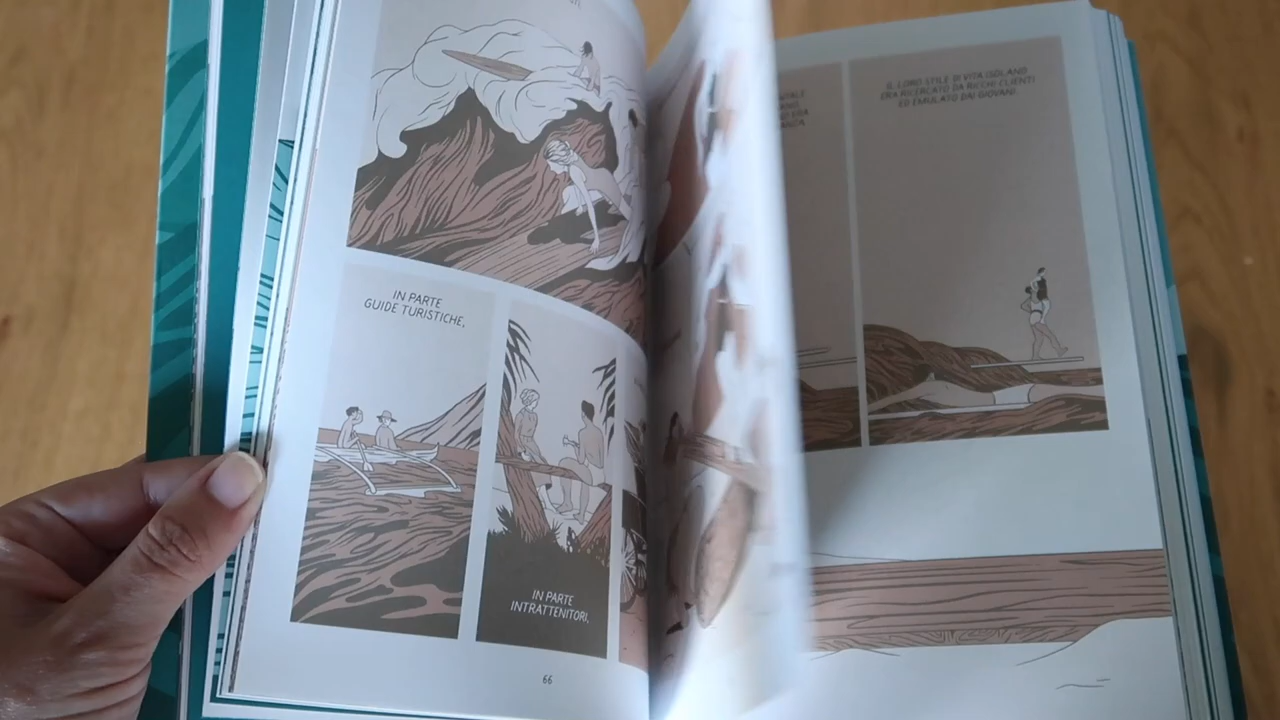 IN PARTE
GUIDE TURISTICHE,
IN PARTE
INTRATTENITORI,
66
IL LORO STILE DI VITA ISOLANO
ERA RICERCATO DA RICCHI CLIENTI
ED EMULATO DAI GIOVANI.